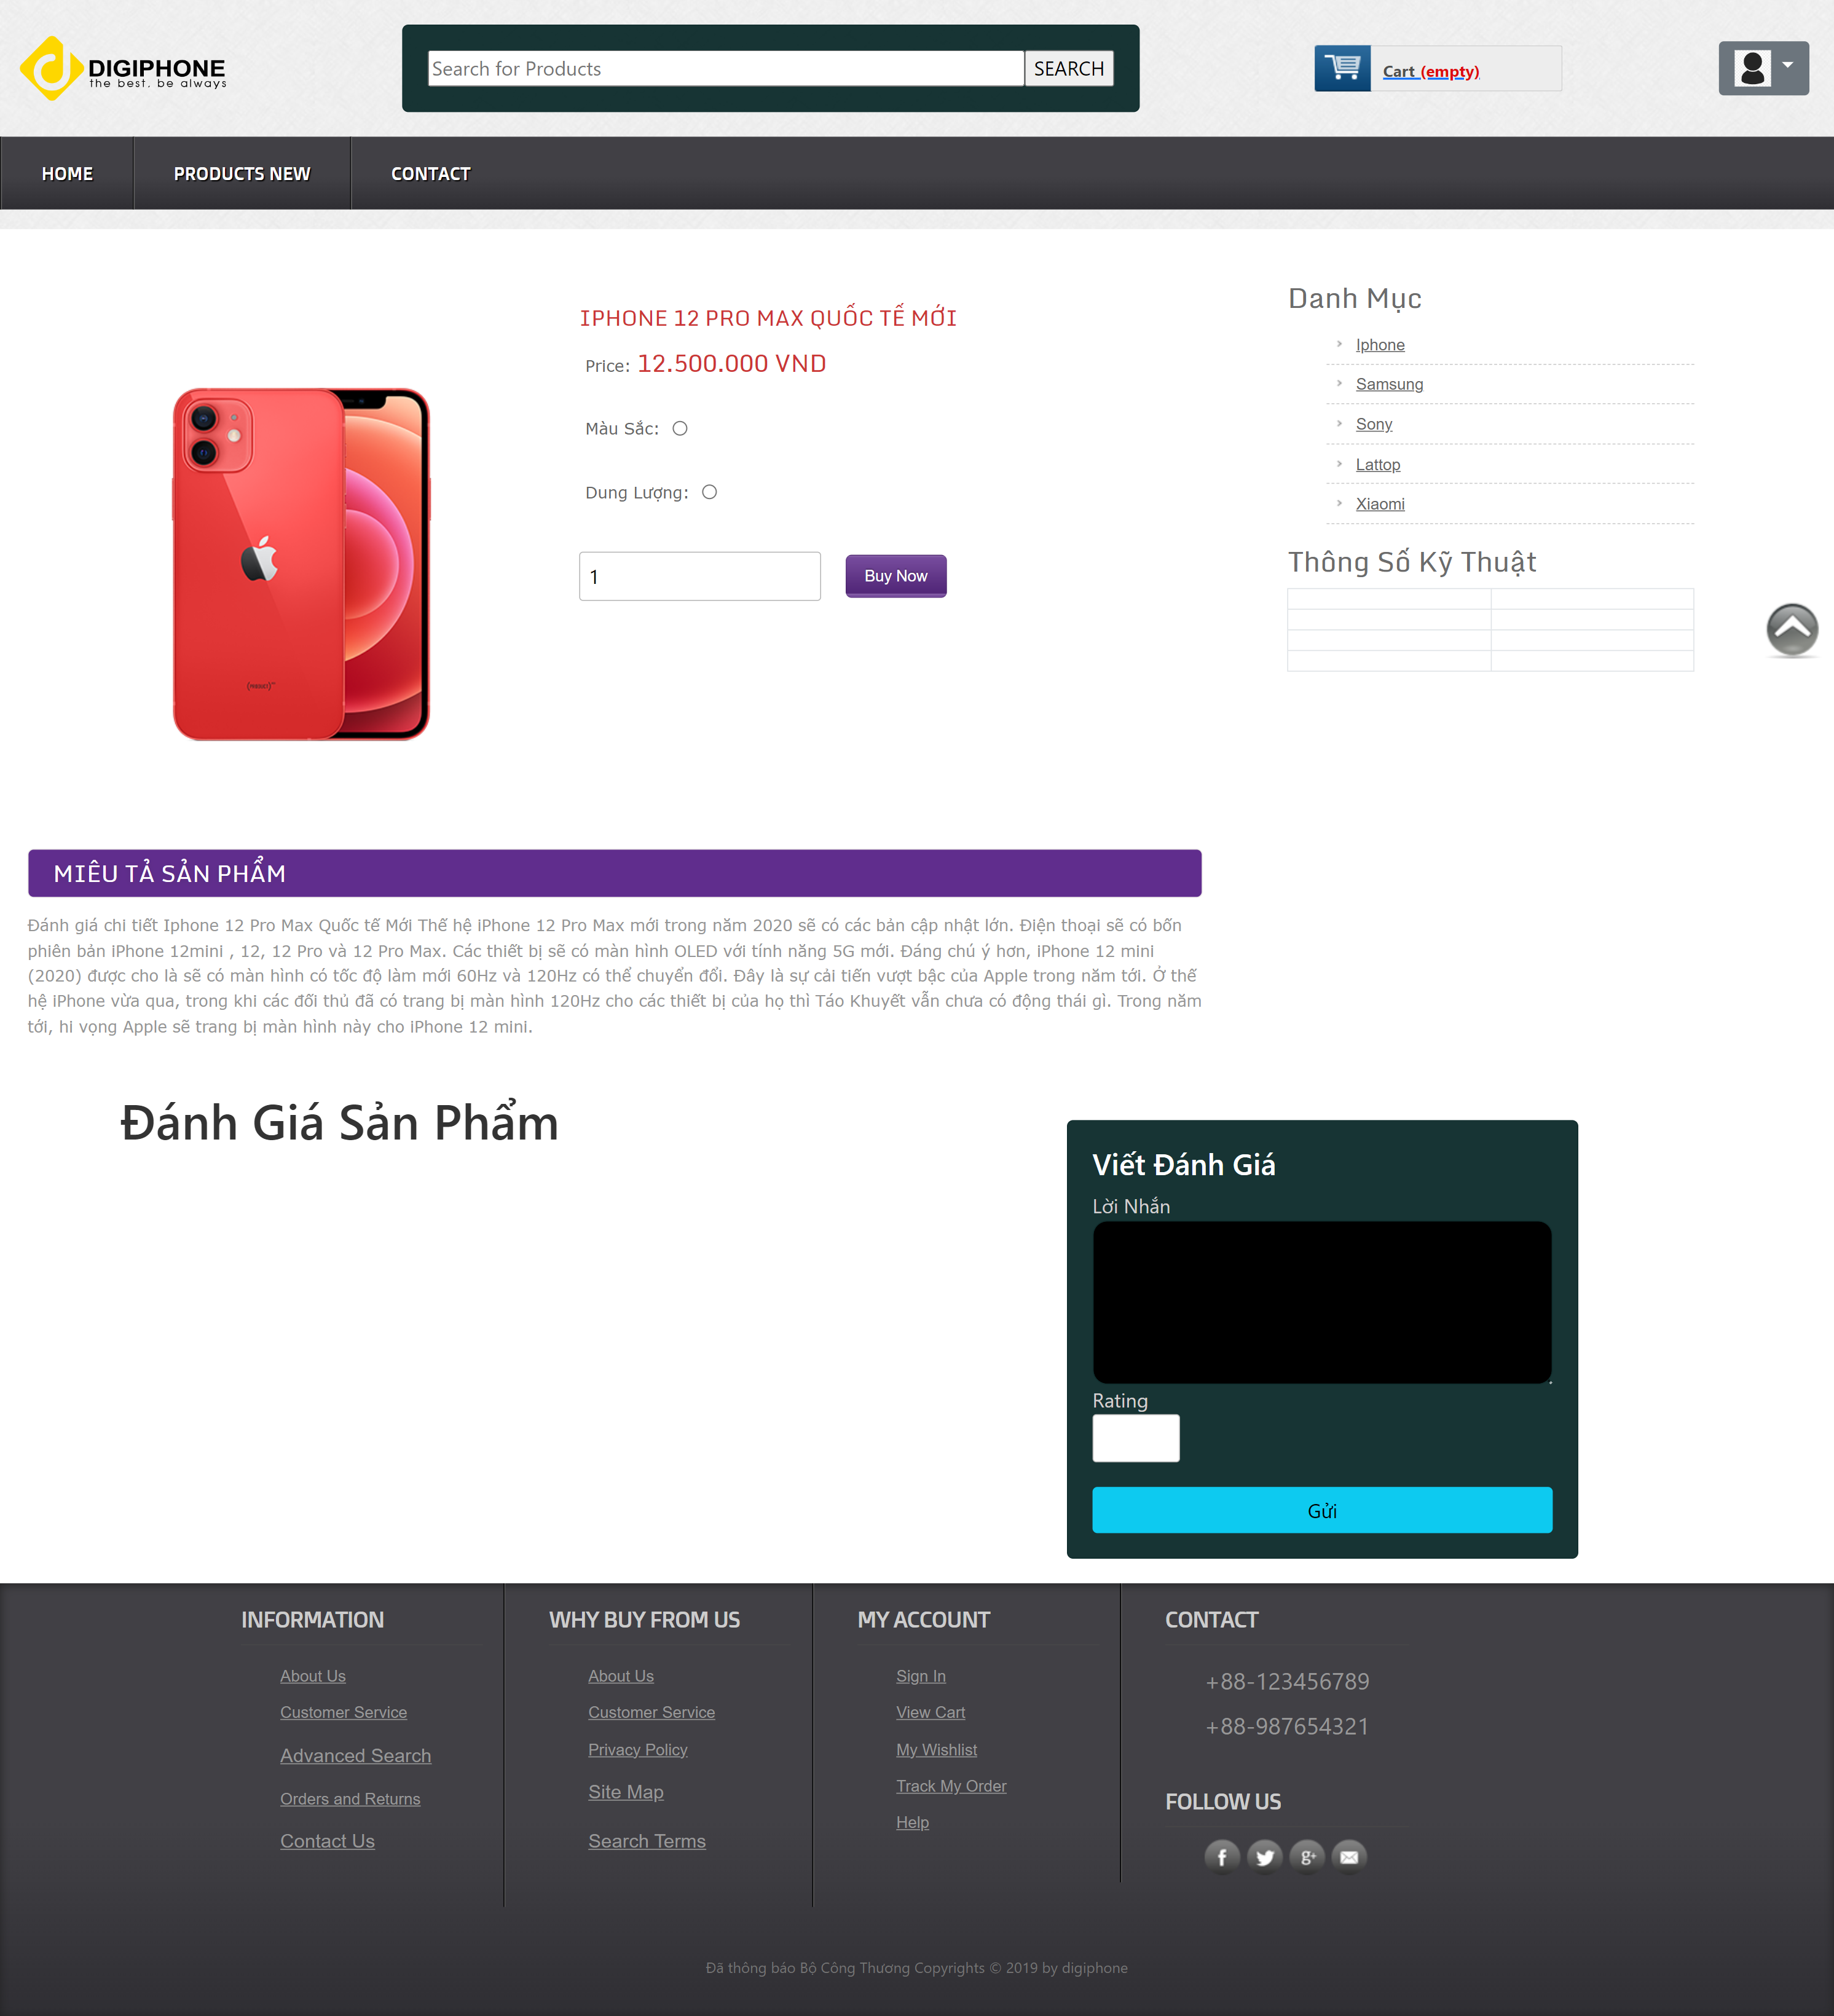 DIGIPHONE
the best. be always
Search for Products
SEARCH
Cart (empty)
HOME
PRODUCTS NEW
CONTACT
IPHONE 12 PRO MAX QUỐC TẾ MỚI
Price: 12.500.000 VND
Màu Sắc:
Dung Lượng:
1
Buy Now
Danh Mục
Iphone
Samsung
Sony
Lattop
Xiaomi
Thông Số Kỹ Thuật
(PRODUCT)™
MIÊU TẢ SẢN PHẨM
Đánh giá chi tiết Iphone 12 Pro Max Quốc tế Mới Thế hệ iPhone 12 Pro Max mới trong năm 2020 sẽ có các bản cập nhật lớn. Điện thoại sẽ có bốn
phiên bản iPhone 12mini , 12, 12 Pro và 12 Pro Max. Các thiết bị sẽ có màn hình OLED với tính năng 5G mới. Đáng chú ý hơn, iPhone 12 mini
(2020) được cho là sẽ có màn hình có tốc độ làm mới 60Hz và 120Hz có thể chuyển đổi. Đây là sự cải tiến vượt bậc của Apple trong năm tới. Ở thế
hệ iPhone vừa qua, trong khi các đối thủ đã có trang bị màn hình 120Hz cho các thiết bị của họ thì Táo Khuyết vẫn chưa có động thái gì. Trong năm
tới, hi vọng Apple sẽ trang bị màn hình này cho iPhone 12 mini.
Đánh Giá Sản Phẩm
Viết Đánh Giá
Lời Nhắn
Rating
Gửi
INFORMATION
About Us
Customer Service
Advanced Search
Orders and Returns
Contact Us
WHY BUY FROM US
About Us
Customer Service
Privacy Policy
Site Map
Search Terms
MY ACCOUNT
Sign In
View Cart
My Wishlist
Track My Order
Help
CONTACT
+88-123456789
+88-987654321
FOLLOW US
Đã thông báo Bộ Công Thương Copyrights © 2019 by digiphone